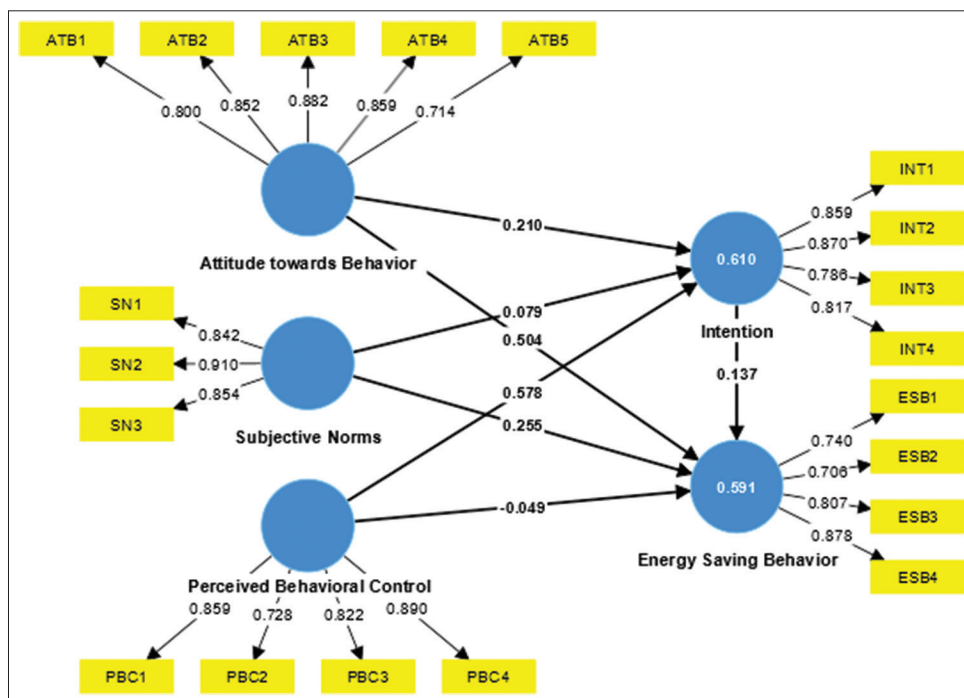 ATB1 ATB2 ATB3 ATB4 ATB5
0.800 0.852 0.882 0.859 0.714
Attitude towards Behavior
SN1
SN2
SN3
0.842
0.910
0.854
Subjective Norms
Perceived Behavioral Control
0.859 0.728 0.822 0.890
PBC1 PBC2 PBC3 PBC4
0.210
0.079
0.504
0.578
0.255
-0.049
0.610
Intention
0.137
0.591
Energy Saving Behavior
0.859
0.870
0.786
0.817
INT1
INT2
INT3
INT4
0.740
0.706
0.807
0.878
ESB1
ESB2
ESB3
ESB4